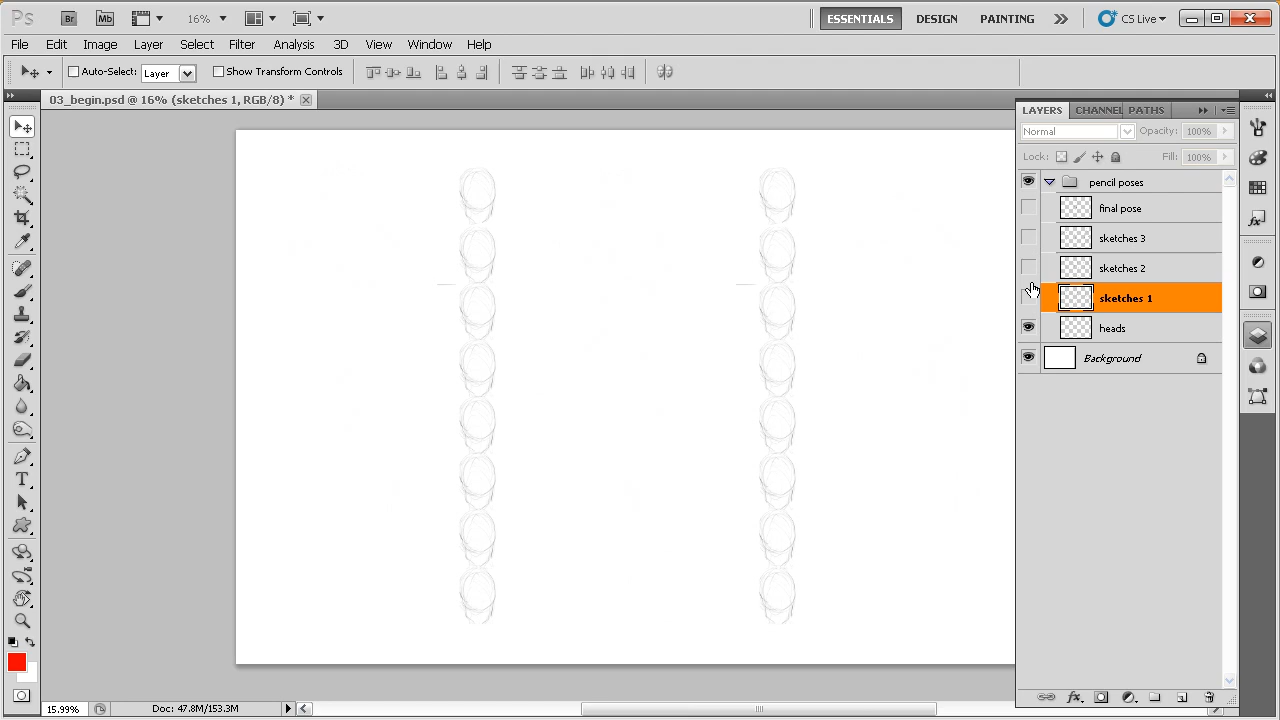 Ps Br Mb 16% ESSENTIALS DESIGN PAINTING CS Live
File Edit Image Layer Select Filter Analysis 3D View Window Help
Auto-Select: Layer Show Transform Controls
03_begin.psd @ 16% (sketches 1, RGB/8) *
LAYERS CHANNEL PATHS
Normal Opacity: 100%
Lock: Fill: 100%
pencil poses
final pose
sketches 3
sketches 2
sketches 1
heads
Background
15.99% Doc: 47.8M/153.3M